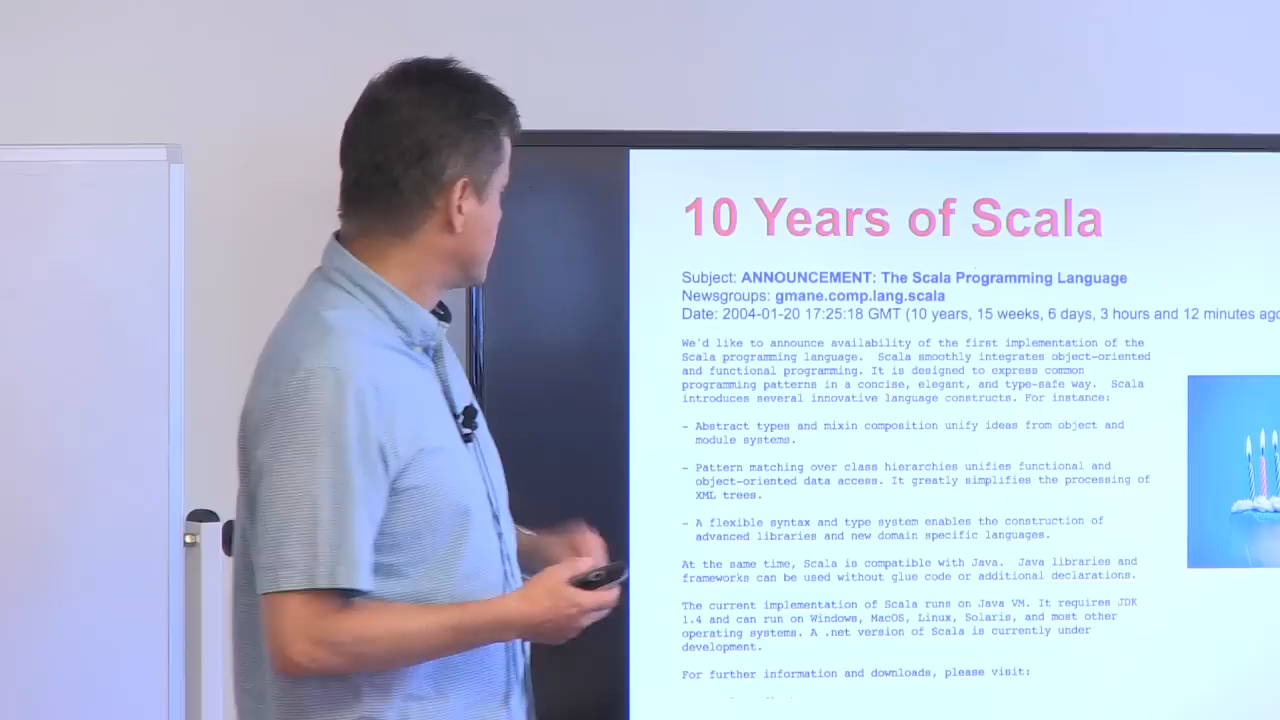 10 Years of Scala
Subject: ANNOUNCEMENT: The Scala Programming Language
Newsgroups: gmane.comp.lang.scala
Date: 2004-01-20 17:25:18 GMT (10 years, 15 weeks, 6 days, 3 hours and 12 minutes ago
We'd like to announce availability of the first implementation of the
Scala programming language.  Scala smoothly integrates object-oriented
and functional programming. It is designed to express common
programming patterns in a concise, elegant, and type-safe way.  Scala
introduces several innovative language constructs. For instance:
- Abstract types and mixin composition unify ideas from object and
module systems.
- Pattern matching over class hierarchies unifies functional and
object-oriented data access. It greatly simplifies the processing of
XML trees.
- A flexible syntax and type system enables the construction of
advanced libraries and new domain specific languages.
At the same time, Scala is compatible with Java.  Java libraries and
frameworks can be used without glue code or additional declarations.
The current implementation of Scala runs on Java VM. It requires JDK
1.4 and can run on Windows, MacOS, Linux, Solaris, and most other
operating systems. A .net version of Scala is currently under
development.
For further information and downloads, please visit: